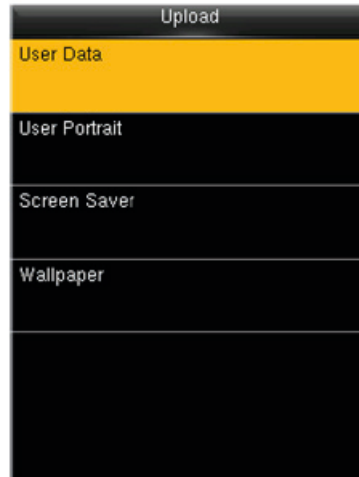 Upload
User Data
User Portrait
Screen Saver
Wallpaper